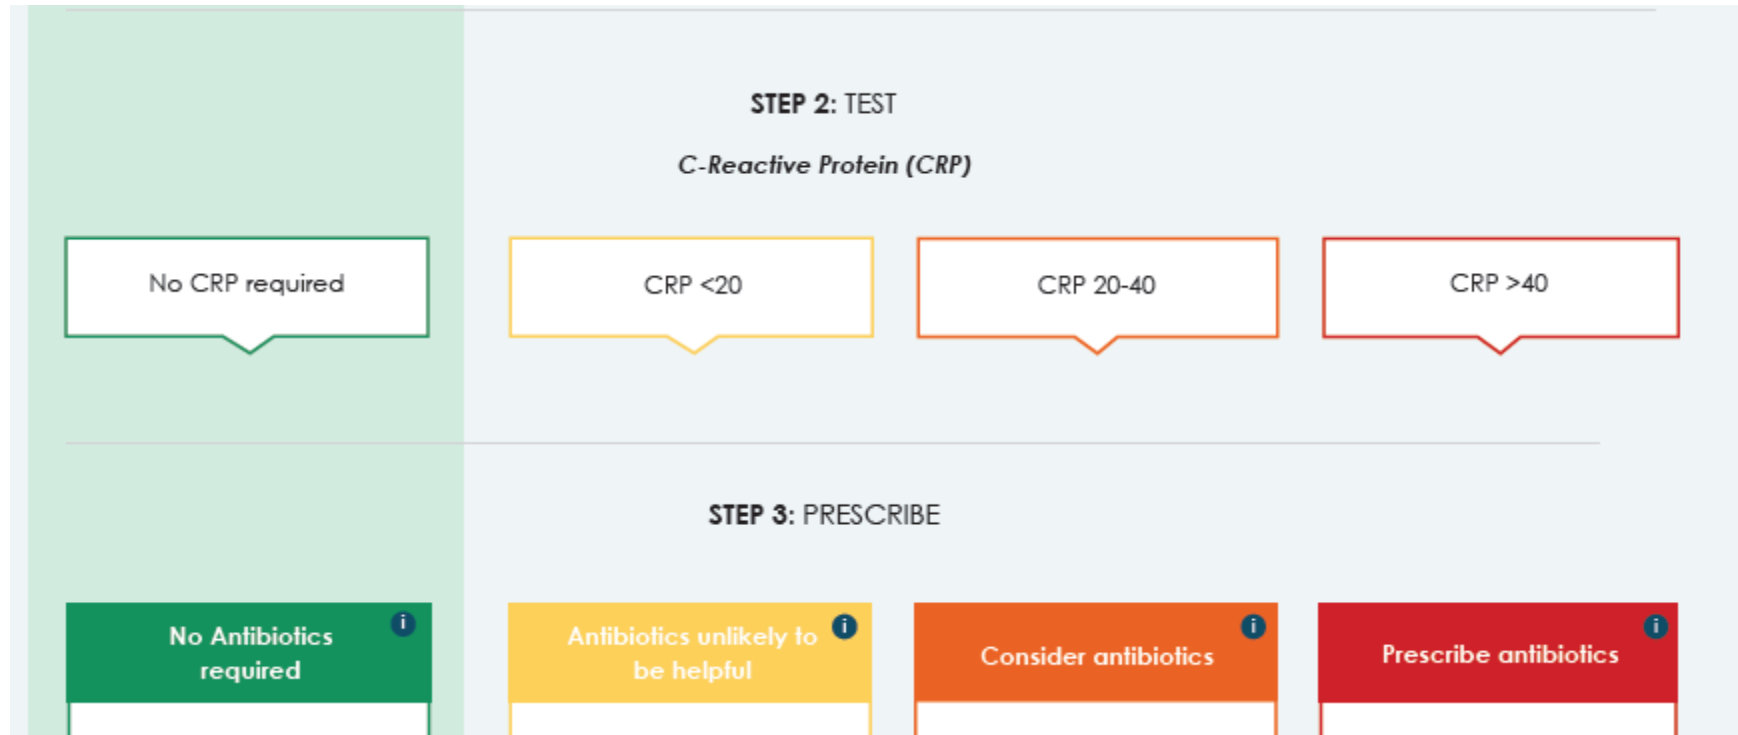 STEP 2: TEST
C-Reactive Protein (CRP)
No CRP required
CRP <20
CRP 20-40
CRP >40
STEP 3: PRESCRIBE
No Antibiotics
required
i
Antibiotics unlikely to
be helpful
i
Consider antibiotics
i
Prescribe antibiotics
i